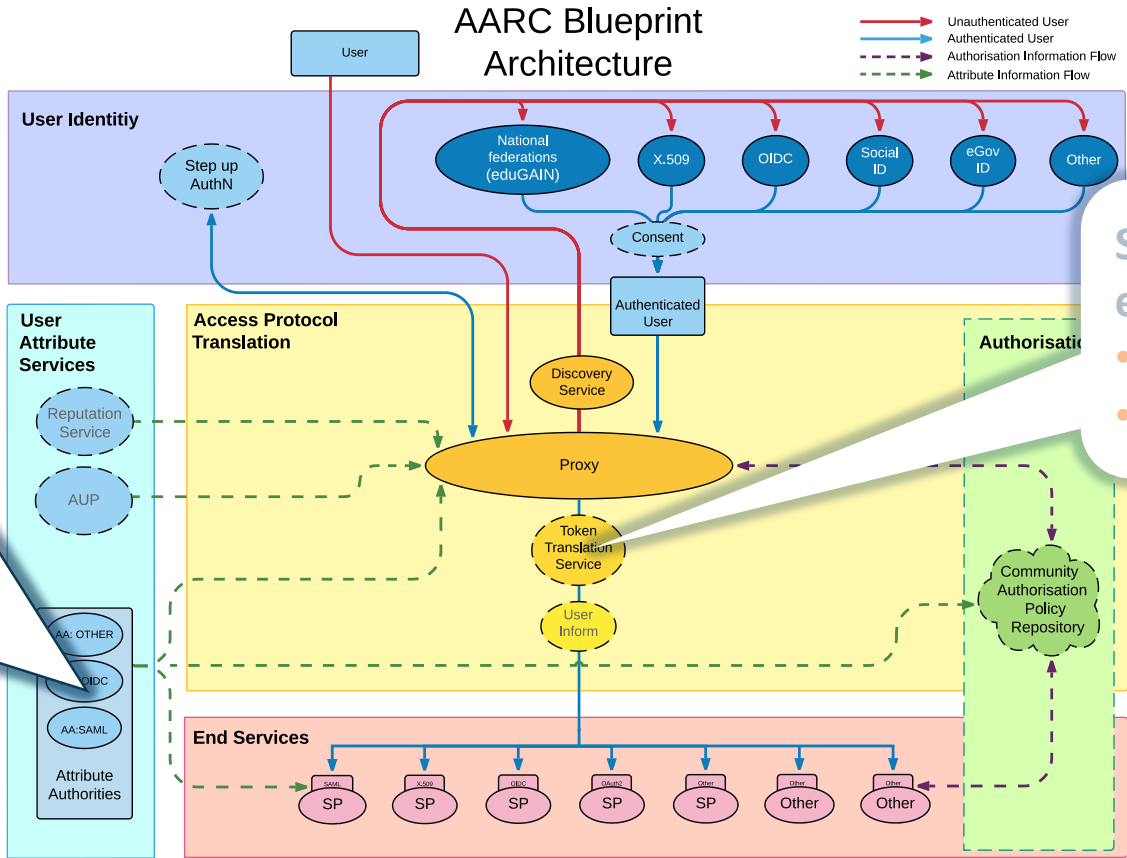 AARC Blueprint
Architecture
Unauthenticated User
Authenticated User
Authorisation Information Flow
Attribute Information Flow
User
User Identitiy
Step up
AuthN
National
federations
(eduGAIN)
X.509
OIDC
Social
ID
eGov
ID
Other
Consent
Authenticated
User
User
Attribute
Services
Access Protocol
Translation
Discovery
Service
Reputation
Service
AUP
Proxy
Token
Translation
Service
User
Inform
Community
Authorisation
Policy
Repository
AA: OTHER
OIDC
AA:SAML
Attribute
Authorities
End Services
SAML
SP
X.509
SP
OIDC
SP
OAuth2
SP
Other
SP
Other
Other
Other
Other